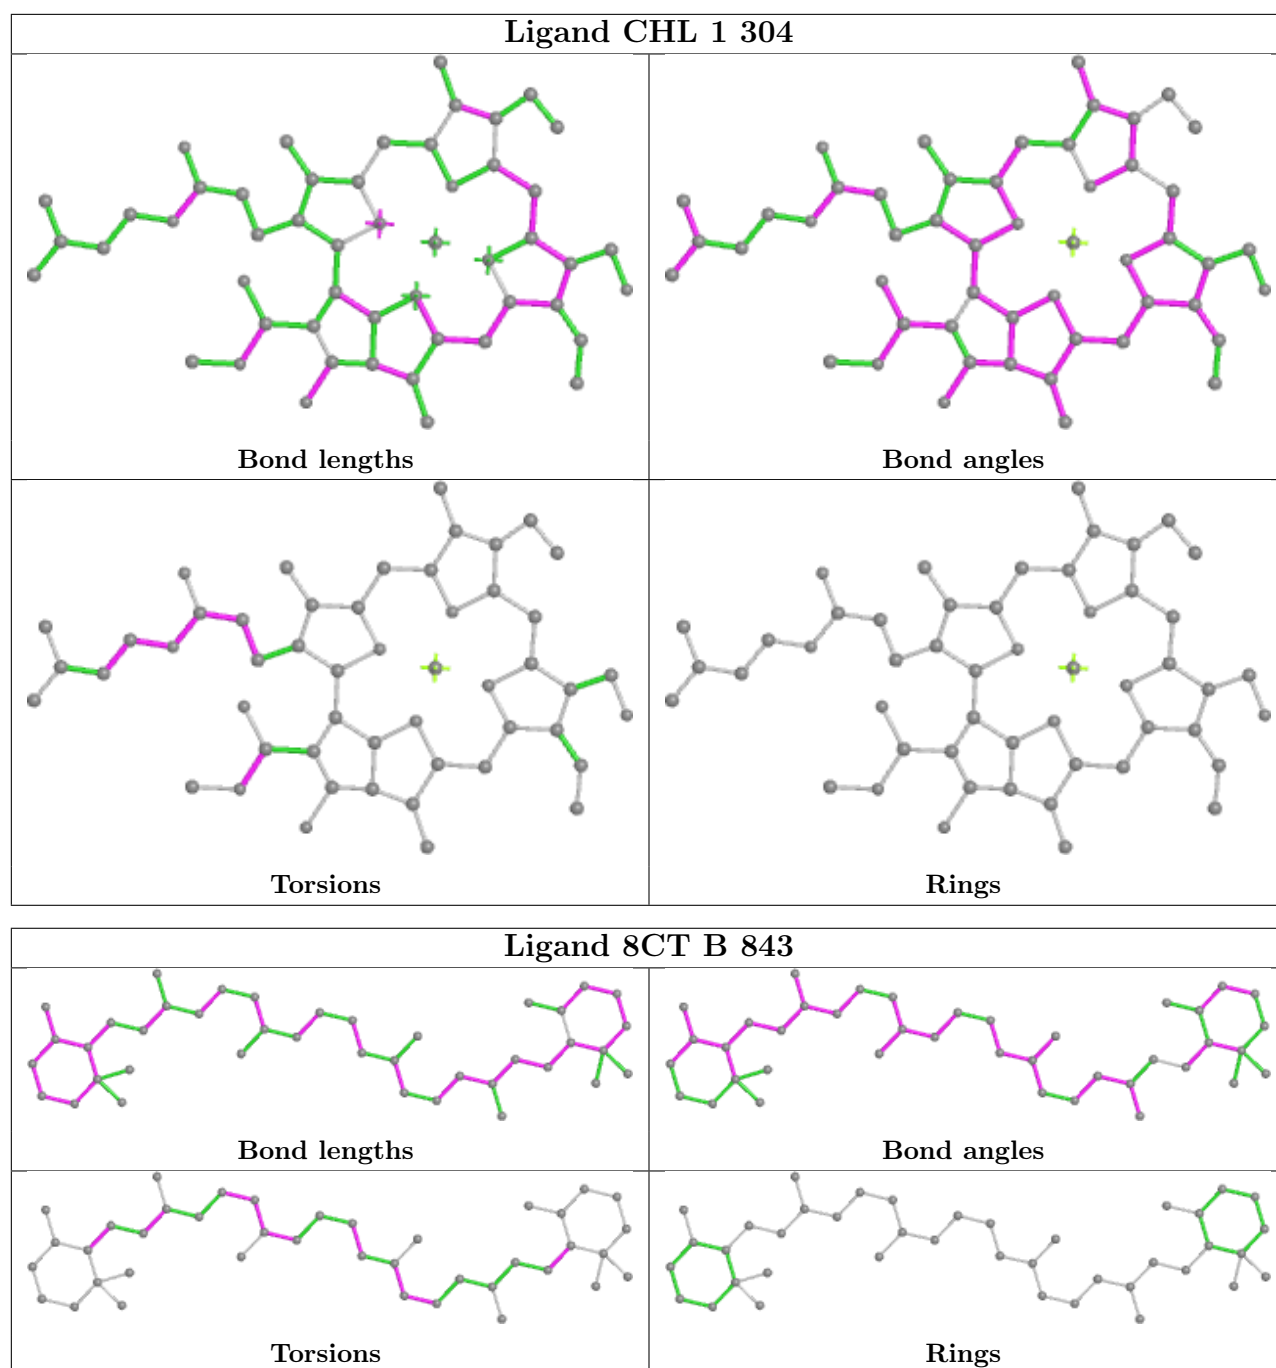 Ligand CHL 1 304
Bond lengths
Bond angles
Torsions
Rings
Ligand 8CT B 843
Bond lengths
Bond angles
Torsions
Rings